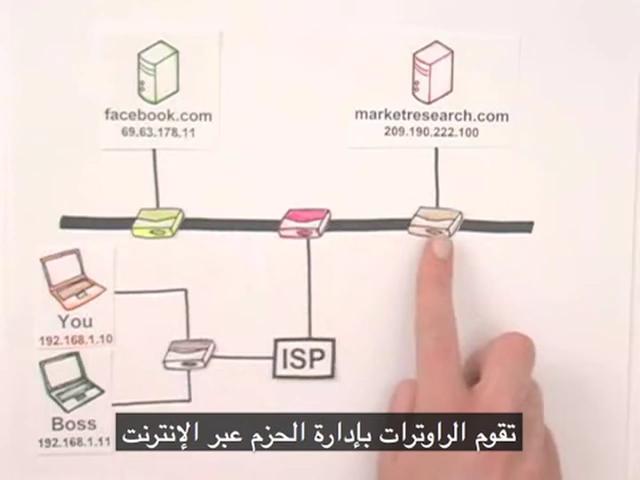 facebook.com
69.63.178.11
marketresearch.com
209.190.222.100
You
192.168.1.10
ISP
Boss
192.168.1.11
تقوم الراوترات بإدارة الحزم عبر الإنترنت